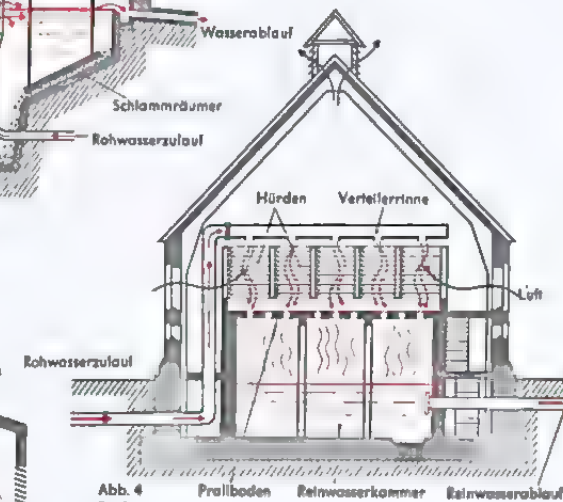 Wasserablauf
Schlammräumer
Rohwasserzulauf
Hürden Verteilerrinne
Luft
Rohwasserzulauf
Abb. 4 Prallboden Reinwasserkammer Reinwasserablauf